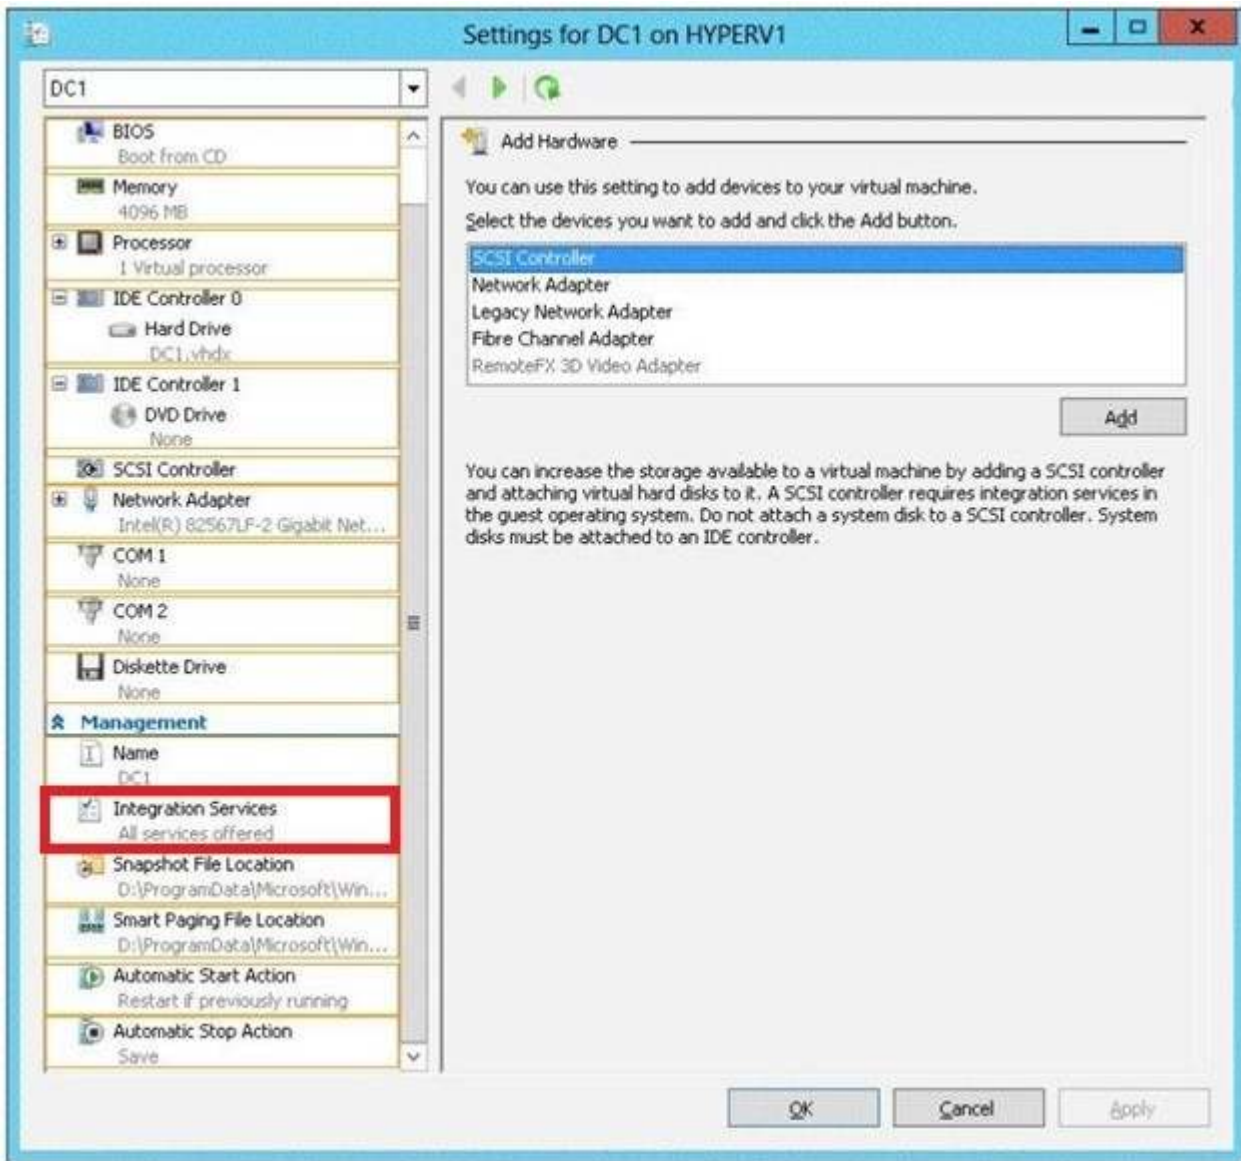 Settings for DC1 on HYPERV1
DC1
BIOS
Boot from CD
Memory
4096 MB
Processor
1 Virtual processor
IDE Controller 0
Hard Drive
DC1.vhdx
IDE Controller 1
DVD Drive
None
SCSI Controller
Network Adapter
Intel(R) 82567LF-2 Gigabit Net...
COM 1
None
COM 2
None
Diskette Drive
None
Management
Name
DC1
Integration Services
All services offered
Snapshot File Location
D:\ProgramData\Microsoft\Win...
Smart Paging File Location
D:\ProgramData\Microsoft\Win...
Automatic Start Action
Restart if previously running
Automatic Stop Action
Save
Add Hardware
You can use this setting to add devices to your virtual machine.
Select the devices you want to add and click the Add button.
SCSI Controller
Network Adapter
Legacy Network Adapter
Fibre Channel Adapter
RemoteFX 3D Video Adapter
Add
You can increase the storage available to a virtual machine by adding a SCSI controller
and attaching virtual hard disks to it. A SCSI controller requires integration services in
the guest operating system. Do not attach a system disk to a SCSI controller. System
disks must be attached to an IDE controller.
OK
Cancel
Apply